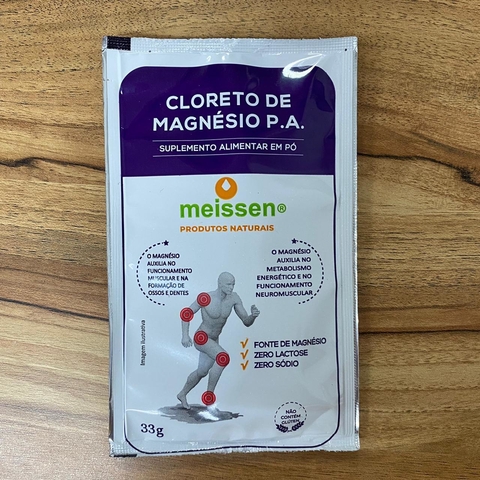 CLORETO DE
MAGNÉSIO P.A.
SUPLEMENTO ALIMENTAR EM PÓ
meissen®
PRODUTOS NATURAIS
O MAGNÉSIO
AUXILIA NO
FUNCIONAMENTO
MUSCULAR E NA
FORMAÇÃO DE
OSSOS E DENTES
O MAGNÉSIO
AUXILIA NO
METABOLISMO
ENERGÉTICO E NO
FUNCIONAMENTO
NEUROMUSCULAR
Imagem ilustrativa
FONTE DE MAGNÉSIO
ZERO LACTOSE
ZERO SÓDIO
NÃO
CONTÉM
GLÚTEN
33g